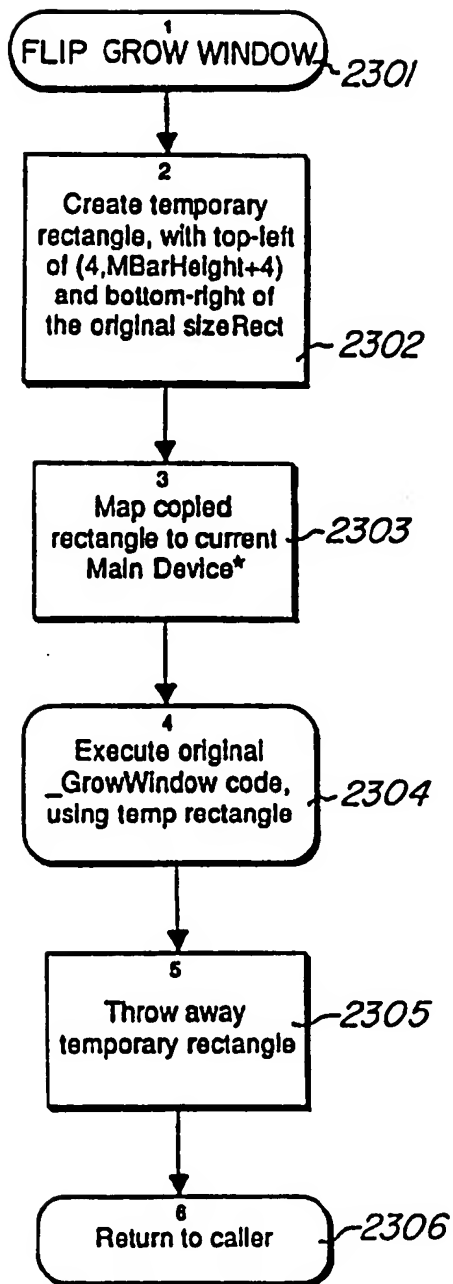 1
FLIP GROW WINDOW
2301
2
Create temporary
rectangle, with top-left
of (4,MBarHeight+4)
and bottom-right of
the original sizeRect
2302
3
Map copied
rectangle to current
Main Device*
2303
4
Execute original
_GrowWindow code,
using temp rectangle
2304
5
Throw away
temporary rectangle
2305
6
Return to caller
2306